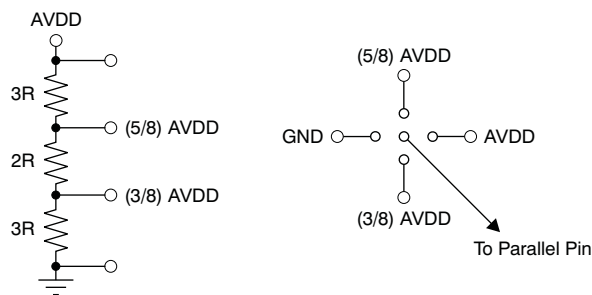 AVDD
3R
(5/8) AVDD
2R
(3/8) AVDD
3R
(5/8) AVDD
GND
AVDD
(3/8) AVDD
To Parallel Pin